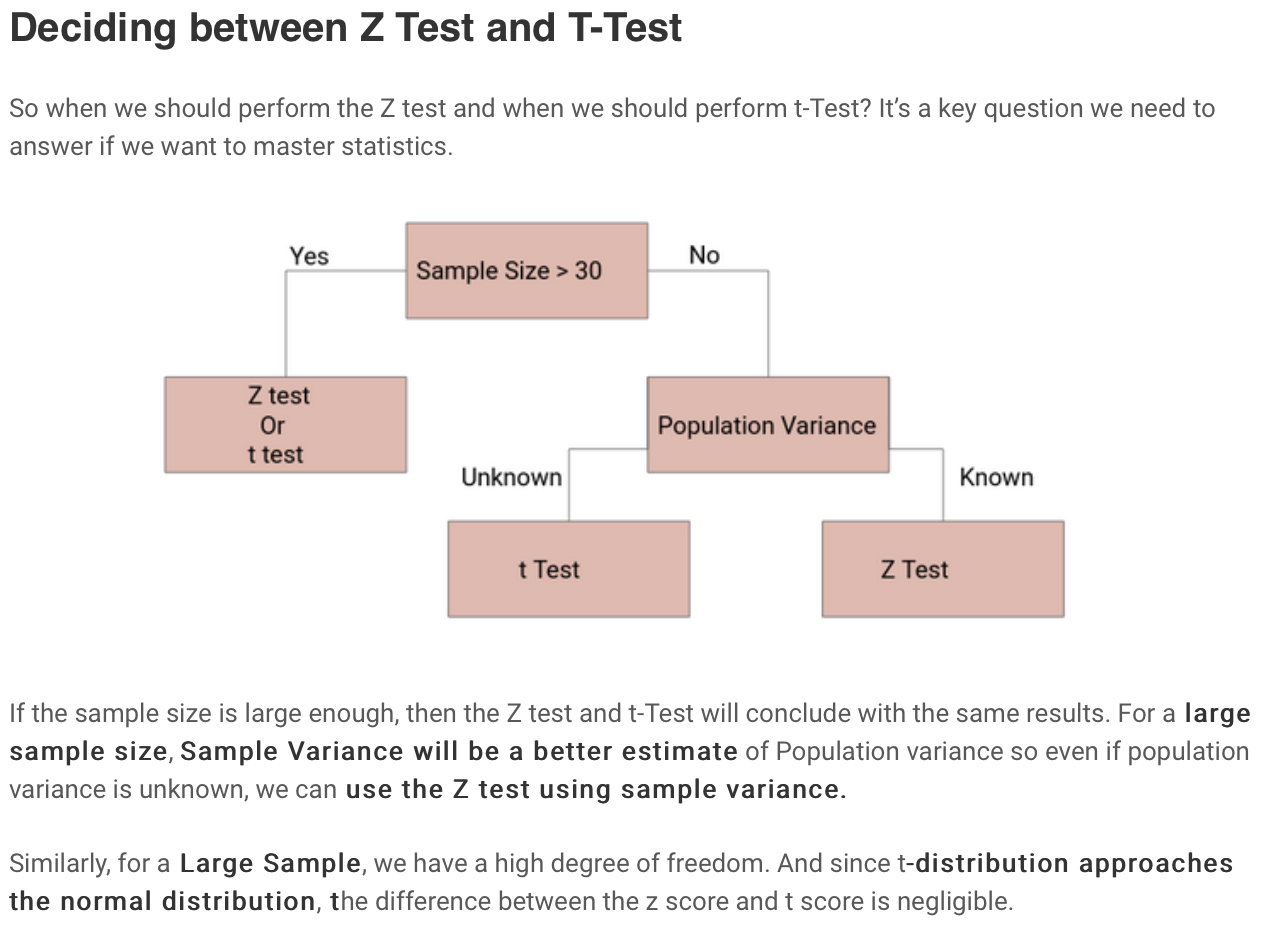 Deciding between Z Test and T-Test
So when we should perform the Z test and when we should perform t-Test? It’s a key question we need to
answer if we want to master statistics.
Yes
Sample Size > 30
No
Z test
Or
t test
Population Variance
Unknown
Known
t Test
Z Test
If the sample size is large enough, then the Z test and t-Test will conclude with the same results. For a large
sample size, Sample Variance will be a better estimate of Population variance so even if population
variance is unknown, we can use the Z test using sample variance.
Similarly, for a Large Sample, we have a high degree of freedom. And since t-distribution approaches
the normal distribution, the difference between the z score and t score is negligible.